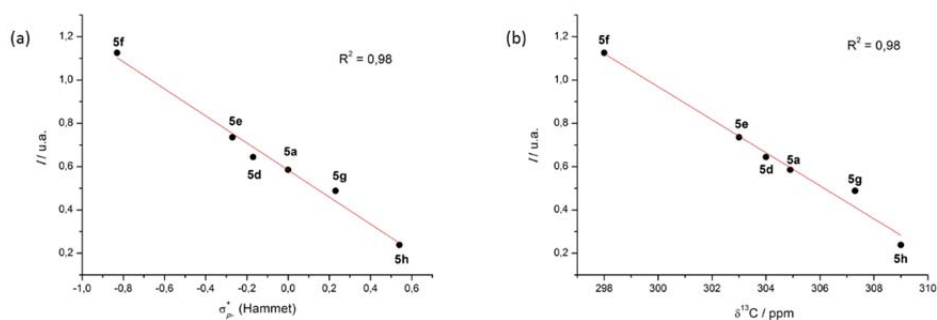 (a)
1,2
1,0
0,8
0,6
0,4
0,2
I / u.a.
5f
5e
5d
5a
5g
5h
R² = 0,98
-1,0 -0,8 -0,6 -0,4 -0,2 0,0 0,2 0,4 0,6
σ⁺ₚ- (Hammet)
(b)
1,2
1,0
0,8
0,6
0,4
0,2
I / u.a.
5f
5e
5d
5a
5g
5h
R² = 0,98
298 300 302 304 306 308 310
δ¹³C / ppm